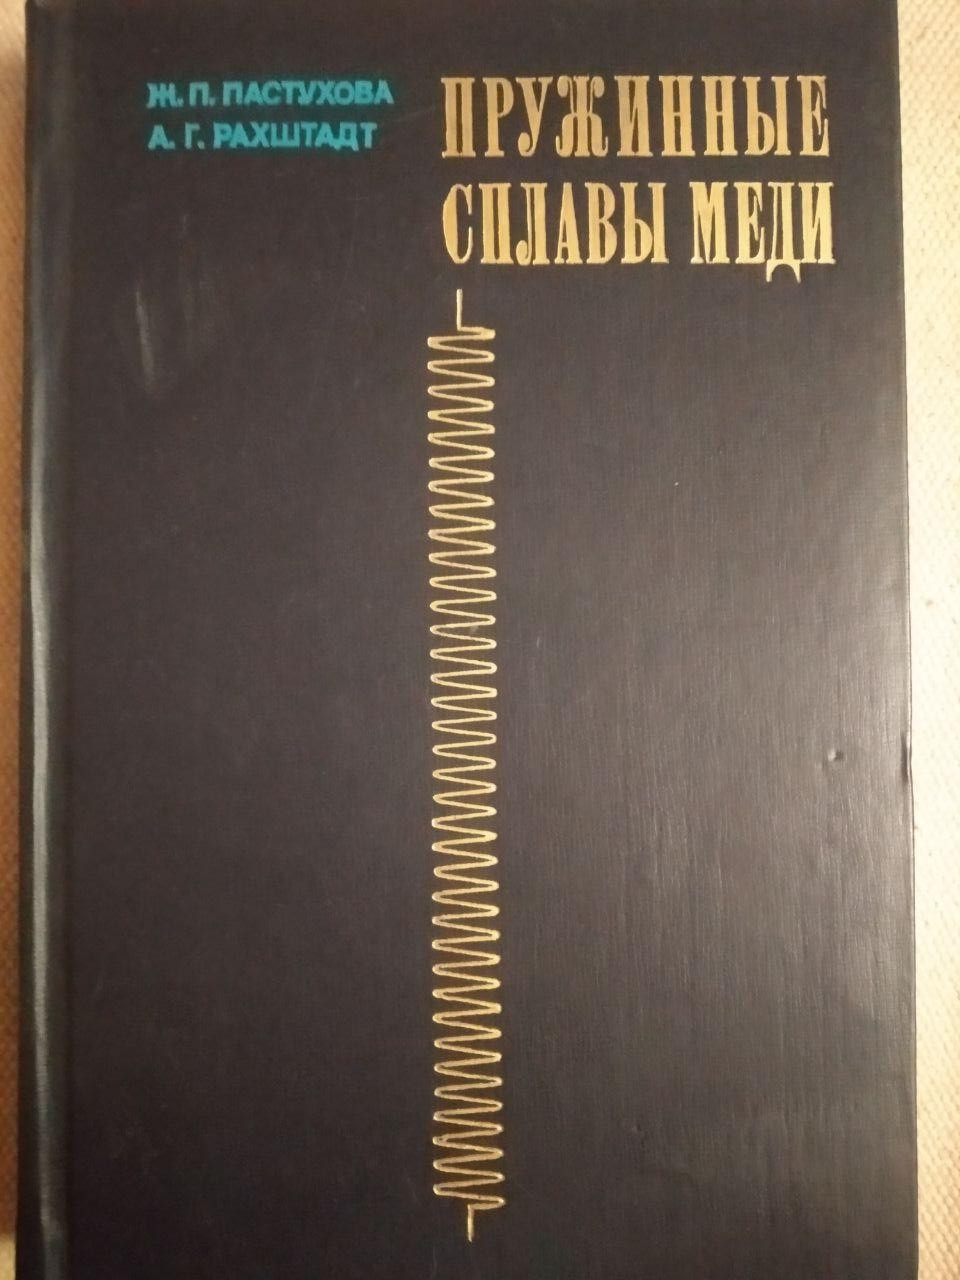 Ж. П. ПАСТУХОВА
А. Г. РАХШТАДТ
ПРУЖИННЫЕ
СПЛАВЫ МЕДИ